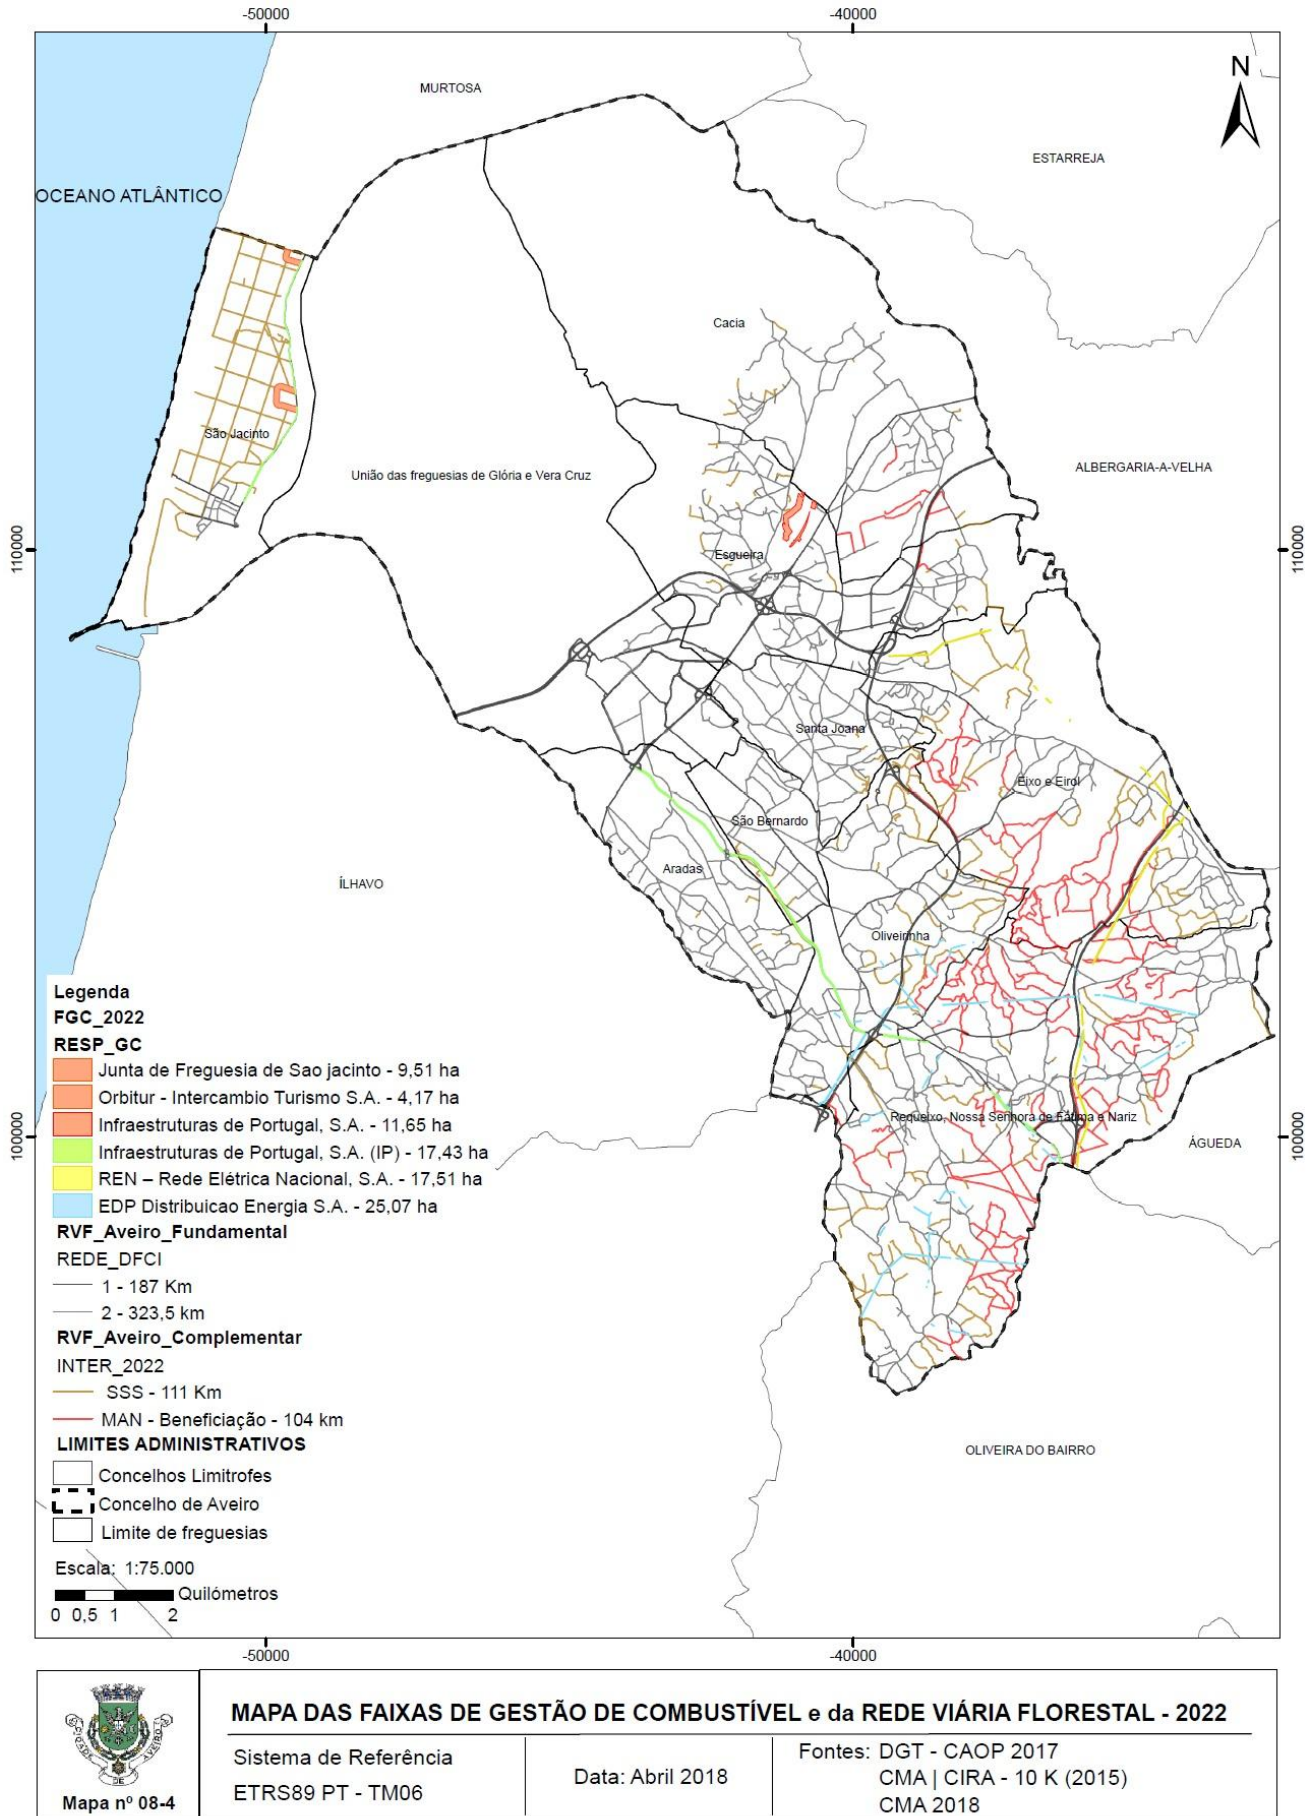 -50000
-40000
MURTOSA
N
ESTARREJA
OCEANO ATLÂNTICO
Cacia
São Jacinto
União das freguesias de Glória e Vera Cruz
ALBERGARIA-A-VELHA
110000
110000
Esgueira
Santa Joana
Eixo e Eirol
São Bernardo
Aradas
ÍLHAVO
Oliveirinha
Legenda
FGC_2022
RESP_GC
Junta de Freguesia de Sao jacinto - 9,51 ha
Orbitur - Intercambio Turismo S.A. - 4,17 ha
Infraestruturas de Portugal, S.A. - 11,65 ha
Infraestruturas de Portugal, S.A. (IP) - 17,43 ha
REN – Rede Elétrica Nacional, S.A. - 17,51 ha
EDP Distribuicao Energia S.A. - 25,07 ha
Requeixo, Nossa Senhora de Fátima e Nariz
ÁGUEDA
100000
100000
RVF_Aveiro_Fundamental
REDE_DFCI
1 - 187 Km
2 - 323,5 km
RVF_Aveiro_Complementar
INTER_2022
SSS - 111 Km
MAN - Beneficiação - 104 km
LIMITES ADMINISTRATIVOS
Concelhos Limitrofes
Concelho de Aveiro
Limite de freguesias
OLIVEIRA DO BAIRRO
Escala: 1:75.000
Quilómetros
0 0,5 1 2
-50000
-40000
MAPA DAS FAIXAS DE GESTÃO DE COMBUSTÍVEL e da REDE VIÁRIA FLORESTAL - 2022
CIDADE DE AVEIRO
Mapa nº 08-4
Sistema de Referência
ETRS89 PT - TM06
Data: Abril 2018
Fontes: DGT - CAOP 2017
CMA | CIRA - 10 K (2015)
CMA 2018